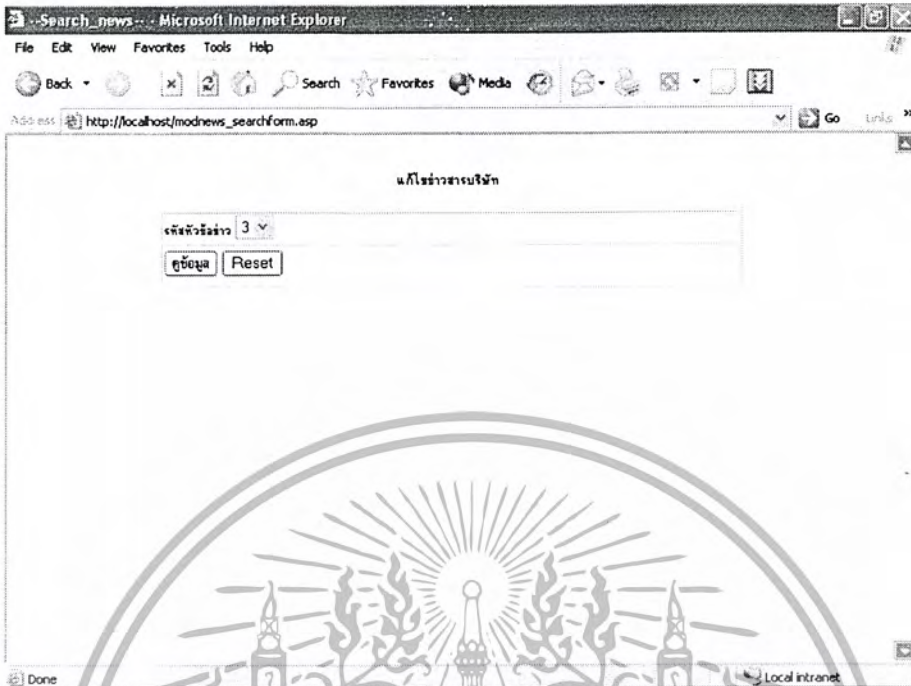 --Search_news-- - Microsoft Internet Explorer
File Edit View Favorites Tools Help
Back Search Favorites Media
Address http://localhost/modnews_searchform.asp Go Links »
แก้ไขข่าวสารบริษัท
รหัสหัวข้อข่าว 3
ดูข้อมูล Reset
Done Local intranet